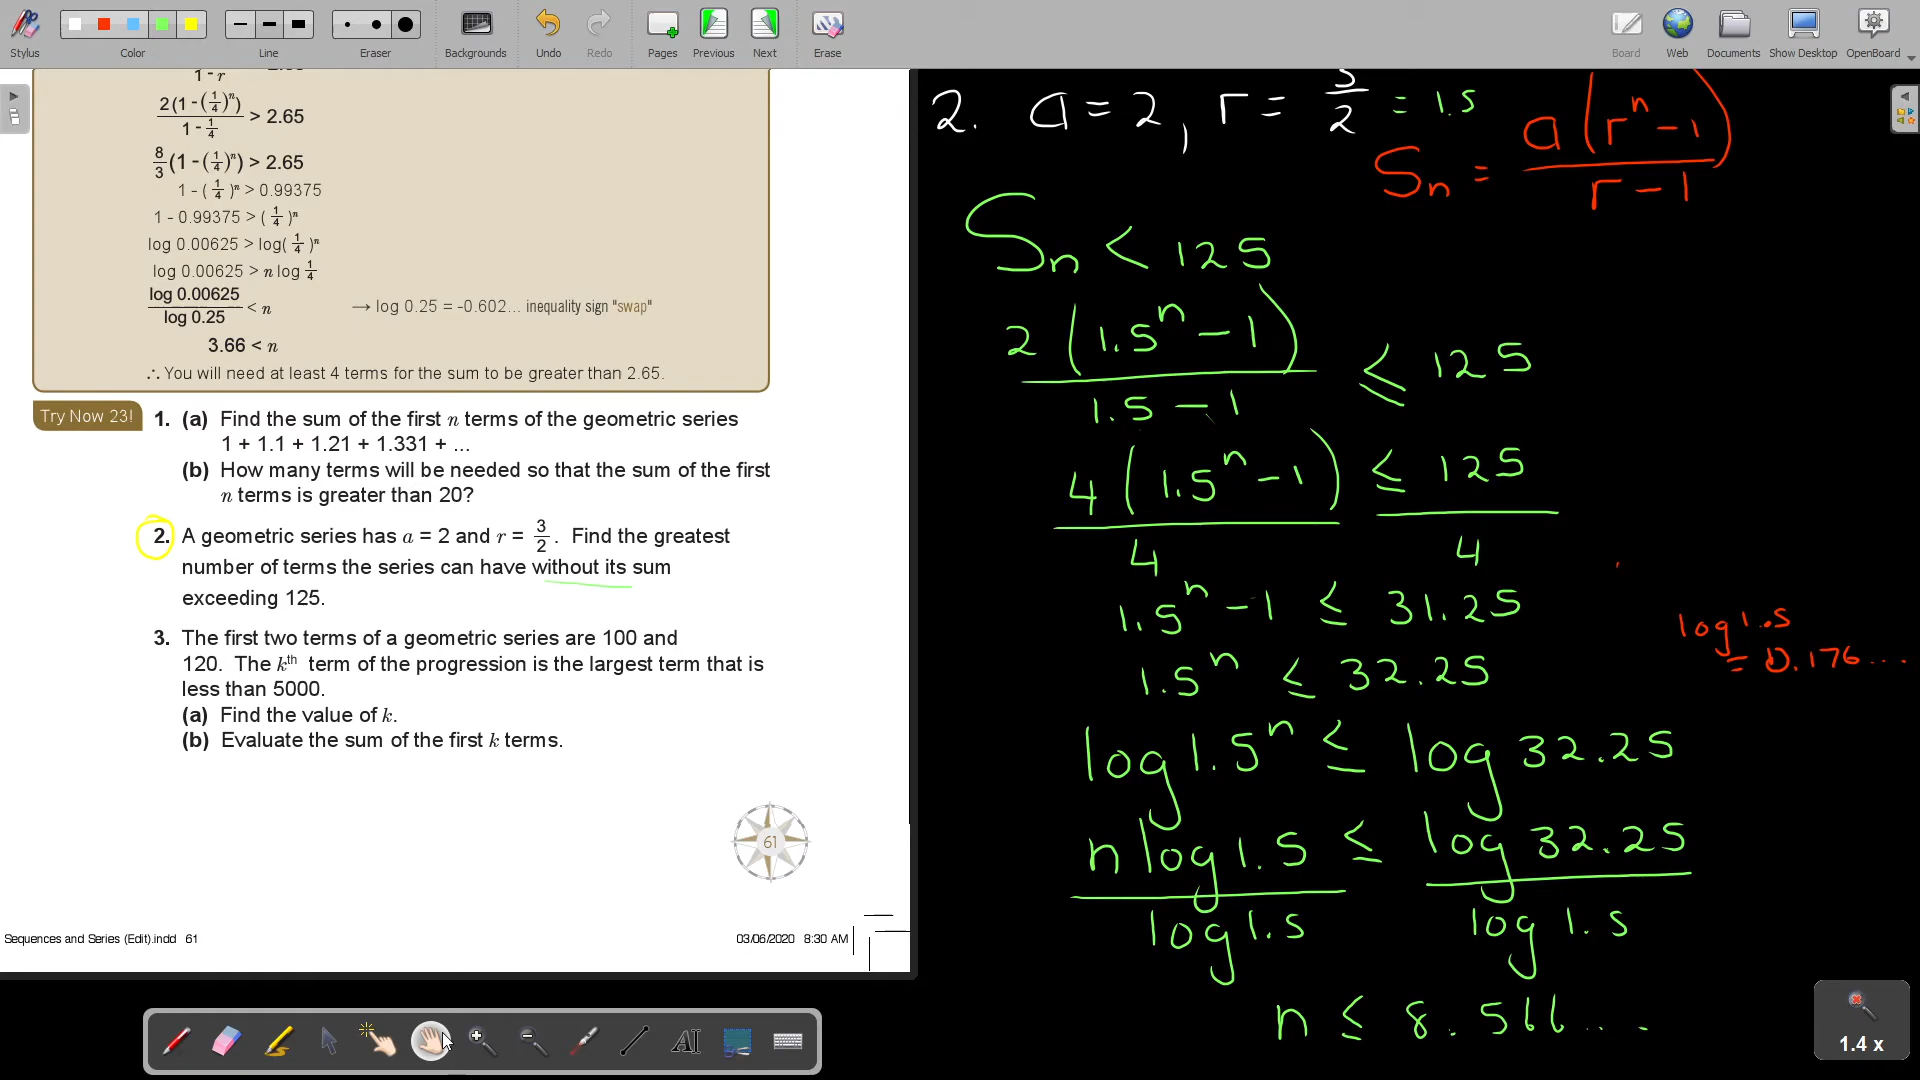 Stylus Color Line Eraser Backgrounds Undo Redo Pages Previous Next Erase Board Web Documents Show Desktop OpenBoard
1 - r
2(1 - (1/4)ⁿ) / 1 - 1/4 > 2.65
8/3 (1 - (1/4)ⁿ) > 2.65
1 - (1/4)ⁿ > 0.99375
1 - 0.99375 > (1/4)ⁿ
log 0.00625 > log(1/4)ⁿ
log 0.00625 > n log 1/4
log 0.00625 / log 0.25 < n → log 0.25 = -0.602... inequality sign "swap"
3.66 < n
∴ You will need at least 4 terms for the sum to be greater than 2.65.
Try Now 23!
1. (a) Find the sum of the first n terms of the geometric series
1 + 1.1 + 1.21 + 1.331 + ...
(b) How many terms will be needed so that the sum of the first
n terms is greater than 20?
2. A geometric series has a = 2 and r = 3/2. Find the greatest
number of terms the series can have without its sum
exceeding 125.
3. The first two terms of a geometric series are 100 and
120. The kᵗʰ term of the progression is the largest term that is
less than 5000.
(a) Find the value of k.
(b) Evaluate the sum of the first k terms.
61
Sequences and Series (Edit).indd 61 03/06/2020 8:30 AM
2. a = 2, r = 3/2 = 1.5
Sn = a(rⁿ - 1) / r - 1
Sn < 125
2(1.5ⁿ - 1) / 1.5 - 1 ≤ 125
4(1.5ⁿ - 1) / 4 ≤ 125 / 4
1.5ⁿ - 1 ≤ 31.25
1.5ⁿ ≤ 32.25
log 1.5
= 0.176...
log 1.5ⁿ ≤ log 32.25
n log 1.5 / log 1.5 ≤ log 32.25 / log 1.5
n ≤ 8.566...
AI
1.4 x